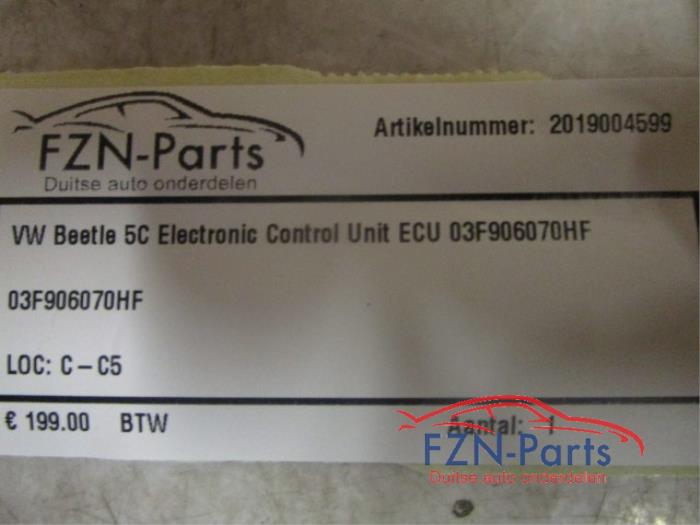 FZN-Parts
Duitse auto onderdelen
Artikelnummer: 2019004599
VW Beetle 5C Electronic Control Unit ECU 03F906070HF
03F906070HF
LOC: C-C5
€ 199.00 BTW
Aantal: 1
FZN-Parts
Duitse auto onderdelen